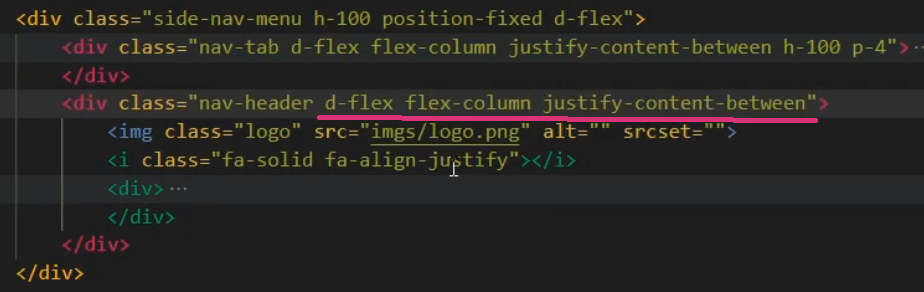 <div class="side-nav-menu h-100 position-fixed d-flex">
<div class="nav-tab d-flex flex-column justify-content-between h-100 p-4">...
</div>
<div class="nav-header d-flex flex-column justify-content-between">
<img class="logo" src="imgs/logo.png" alt="" srcset="">
<i class="fa-solid fa-align-justify"></i>
<div>...
</div>
</div>
</div>